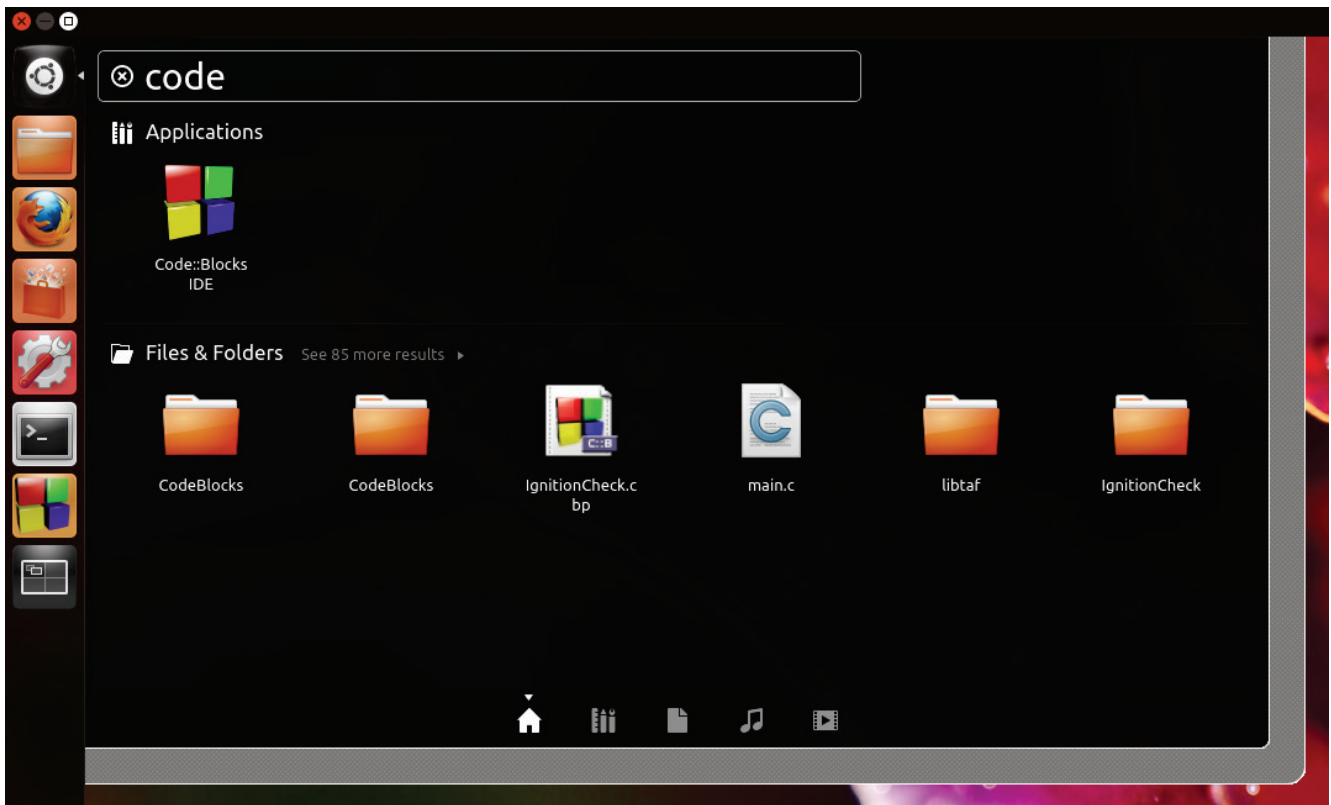 code
Applications
Code::Blocks
IDE
Files & Folders See 85 more results
C::B
CodeBlocks CodeBlocks IgnitionCheck.c main.c libtaf IgnitionCheck
bp